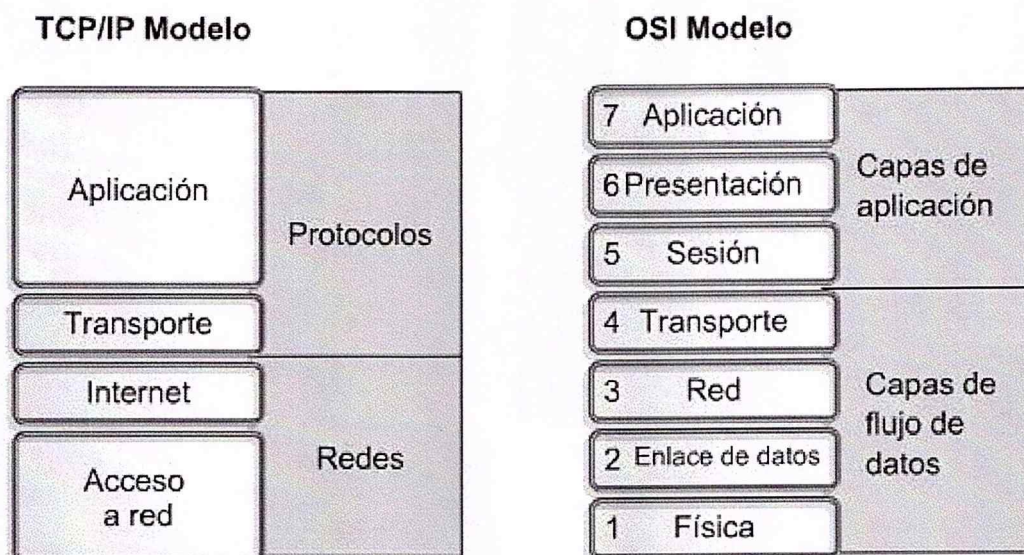 TCP/IP Modelo
Aplicación
Transporte
Internet
Acceso
a red
Protocolos
Redes
OSI Modelo
7 Aplicación
6 Presentación
5 Sesión
4 Transporte
3 Red
2 Enlace de datos
1 Física
Capas de
aplicación
Capas de
flujo de
datos